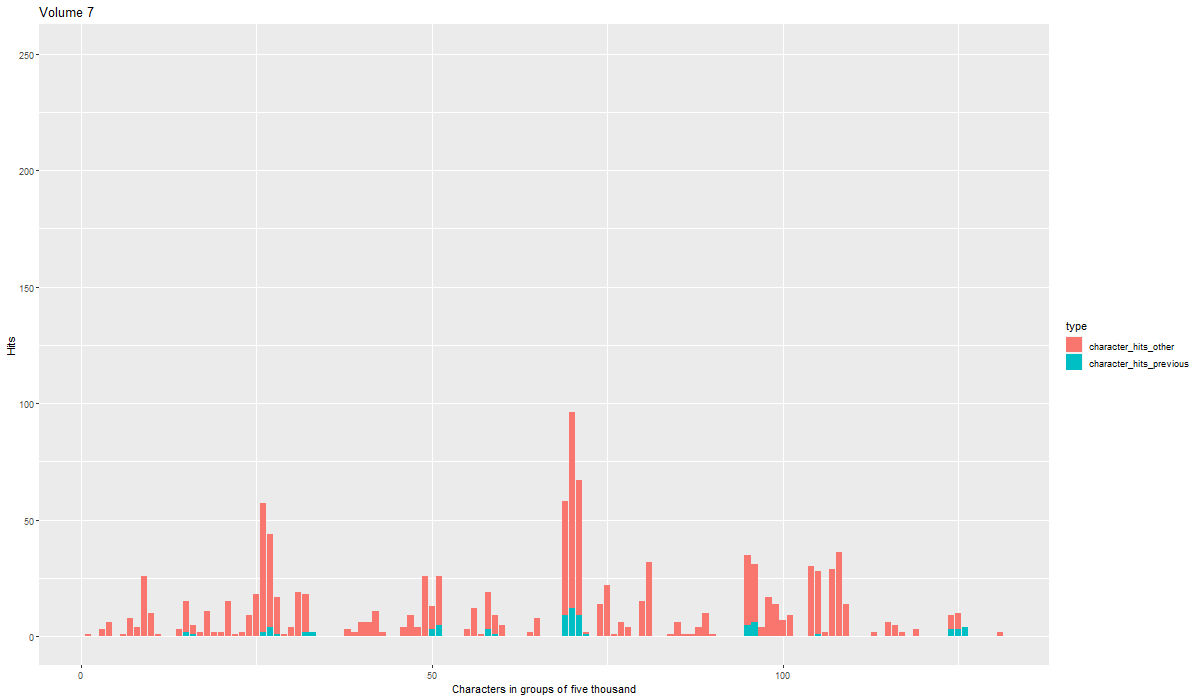 Volume 7
250
200
150
100
50
0
Hits
0
50
100
Characters in groups of five thousand
type
character_hits_other
character_hits_previous